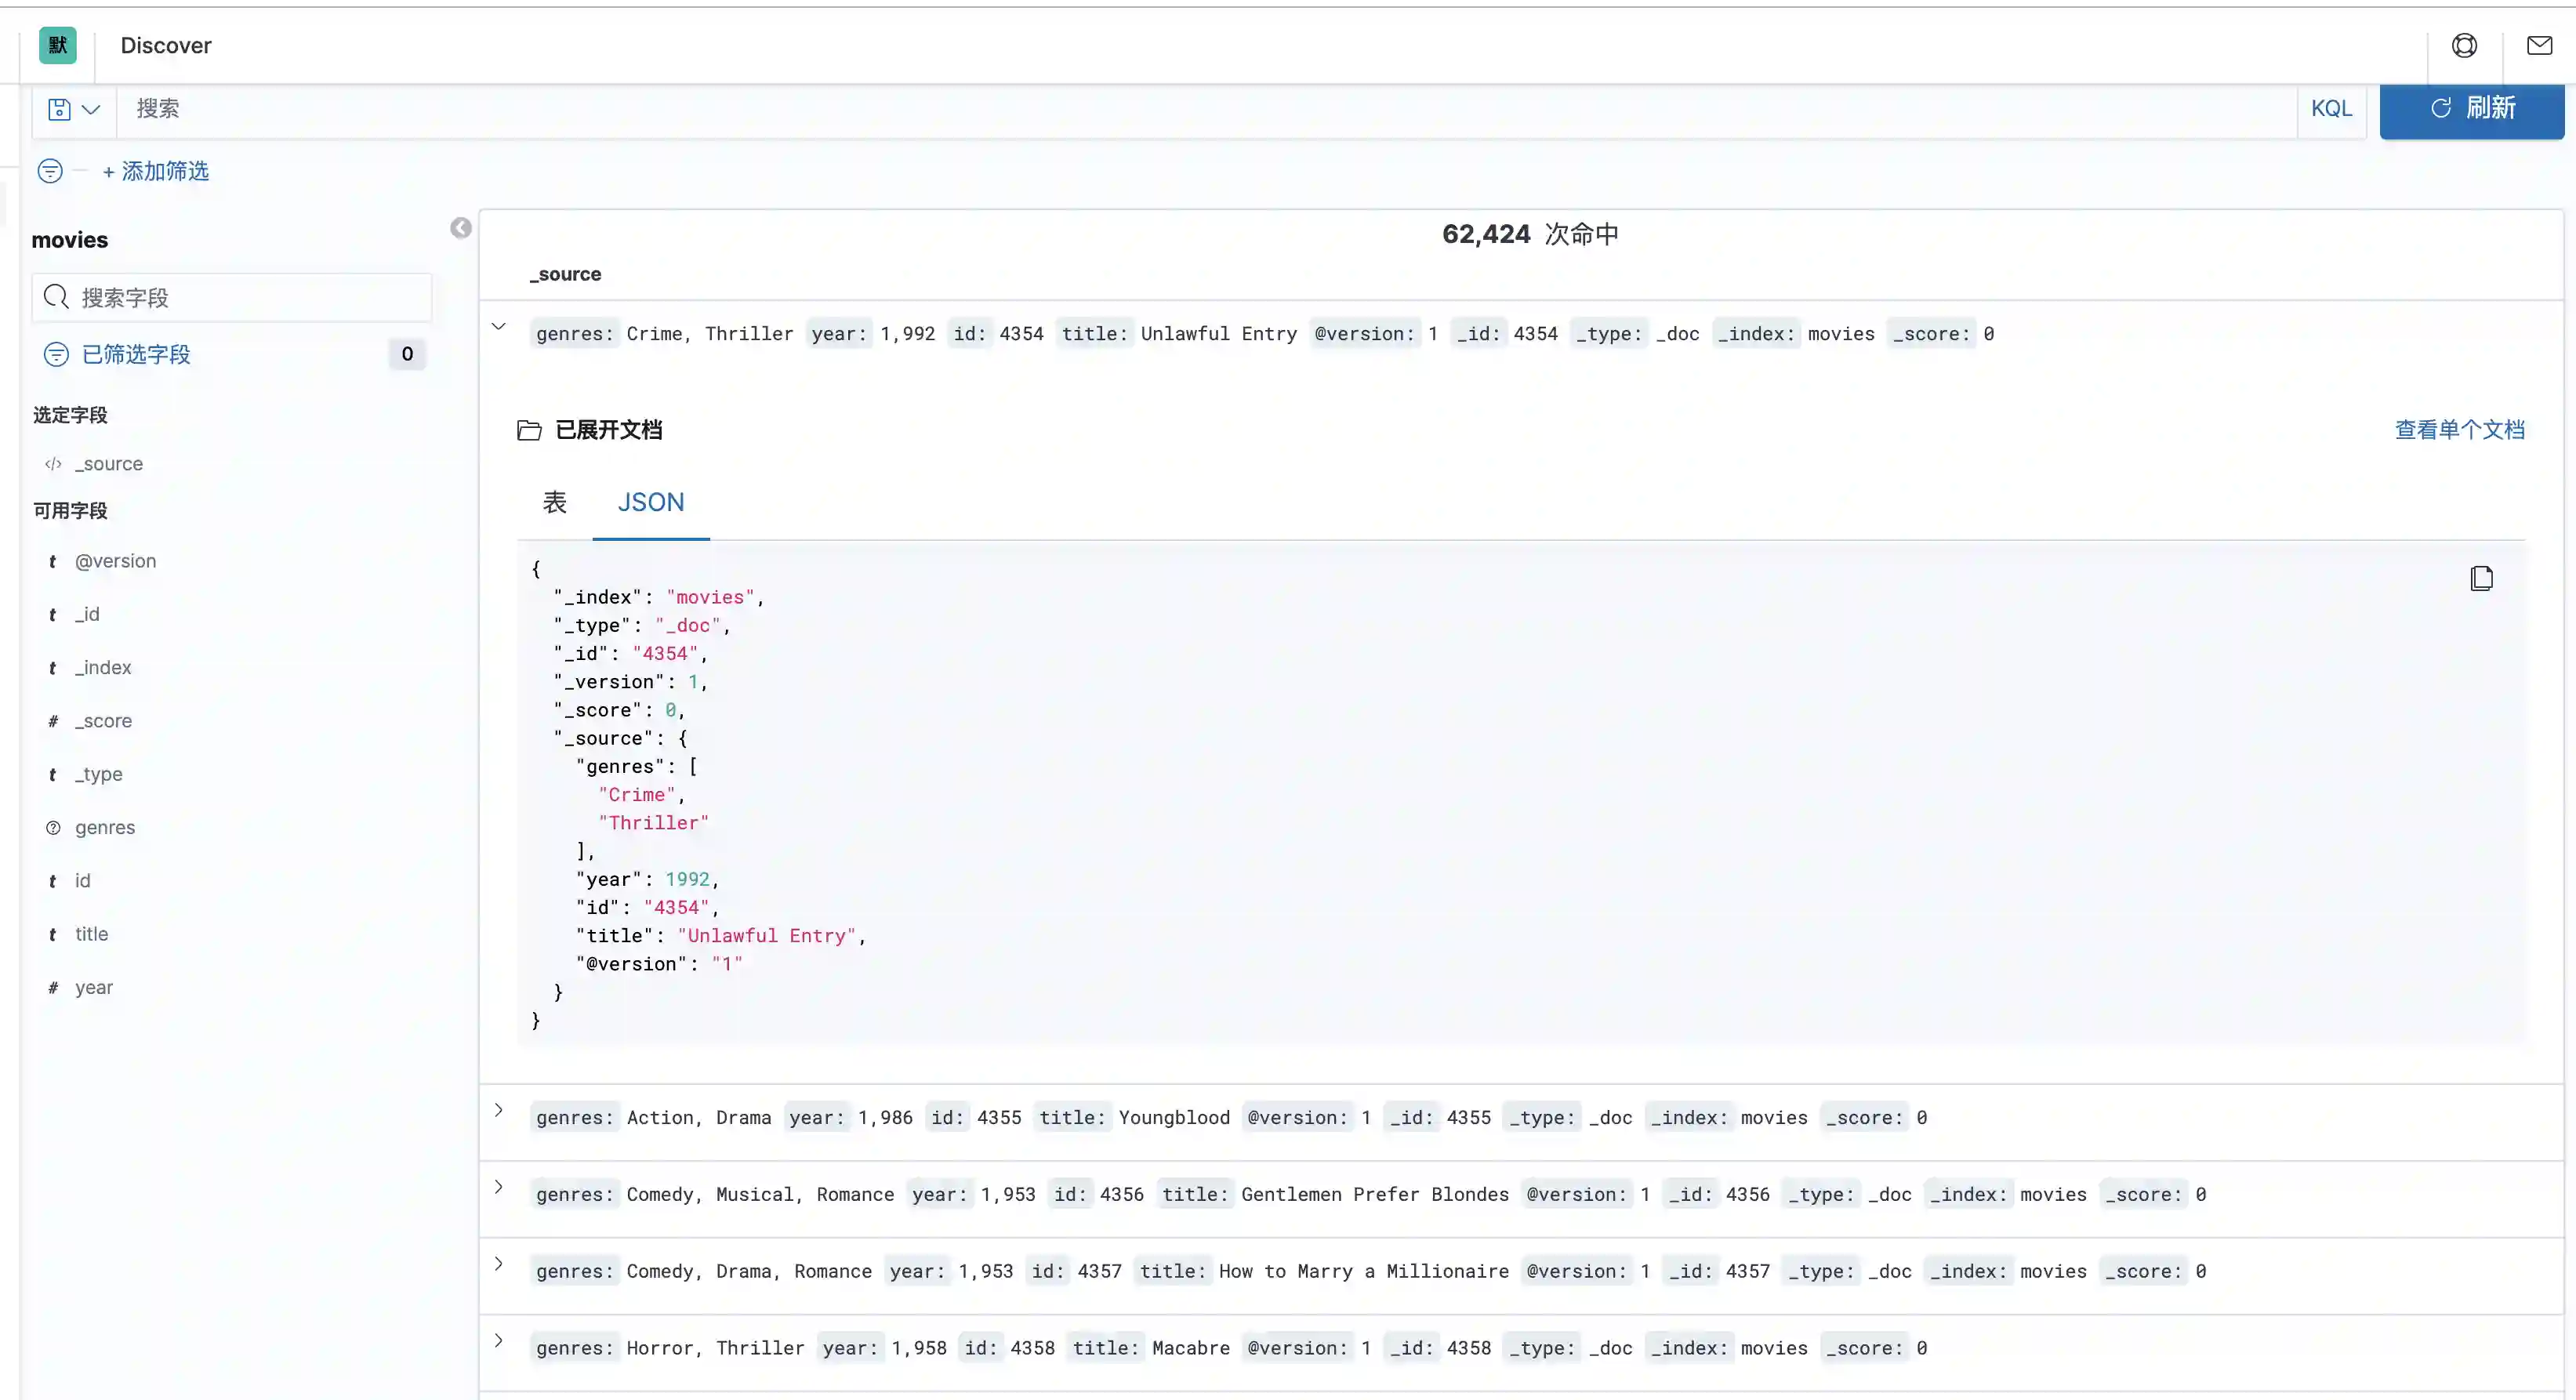 默 Discover
搜索 KQL 刷新
+ 添加筛选
movies
搜索字段
已筛选字段 0
选定字段
</> _source
可用字段
t @version
t _id
t _index
# _score
t _type
genres
t id
t title
# year
62,424 次命中
_source
genres: Crime, Thriller year: 1,992 id: 4354 title: Unlawful Entry @version: 1 _id: 4354 _type: _doc _index: movies _score: 0
已展开文档 查看单个文档
表 JSON
{
"_index": "movies",
"_type": "_doc",
"_id": "4354",
"_version": 1,
"_score": 0,
"_source": {
"genres": [
"Crime",
"Thriller"
],
"year": 1992,
"id": "4354",
"title": "Unlawful Entry",
"@version": "1"
}
}
genres: Action, Drama year: 1,986 id: 4355 title: Youngblood @version: 1 _id: 4355 _type: _doc _index: movies _score: 0
genres: Comedy, Musical, Romance year: 1,953 id: 4356 title: Gentlemen Prefer Blondes @version: 1 _id: 4356 _type: _doc _index: movies _score: 0
genres: Comedy, Drama, Romance year: 1,953 id: 4357 title: How to Marry a Millionaire @version: 1 _id: 4357 _type: _doc _index: movies _score: 0
genres: Horror, Thriller year: 1,958 id: 4358 title: Macabre @version: 1 _id: 4358 _type: _doc _index: movies _score: 0